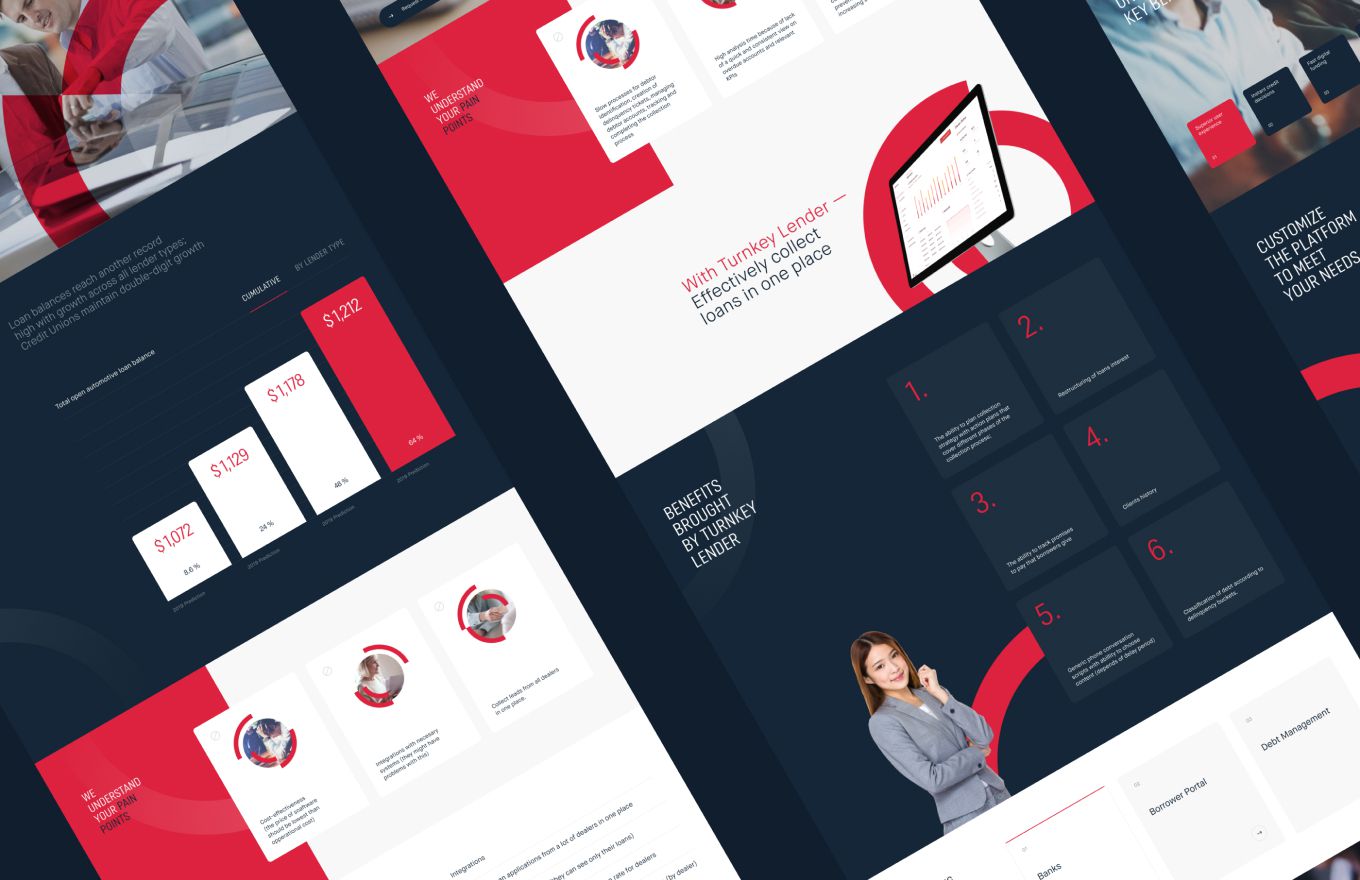 Loan balances reach another record
high with growth across all lender types;
Credit Unions maintain double-digit growth
CUMULATIVE
BY LENDER TYPE
Total open automotive loan balance
$1,072
8.6 %
2019 Prediction
$1,129
24 %
2019 Prediction
$1,178
48 %
2019 Prediction
$1,212
64 %
2019 Prediction
WE
UNDERSTAND
YOUR PAIN
POINTS
Cost-effectiveness
(the price of software
should be lowest than
opperational cost)
Integrations with necesary
systems (they might have
problems with this)
Collect leads from all dealers
in one place.
Integrations
an applications from a lot of dealers in one place
they can see only their loans)
rate for dealers
(by dealer)
Request
WE
UNDERSTAND
YOUR PAIN
POINTS
Slow processes for debtor
identification, creation of
delinquency tickets, managing
debtor accounts, tracking and
completing the collection
process
High analysis time because of lack
of a quick and consistent view on
overdue accounts and relevant
KPIs
increasing
With Turnkey Lender —
Effectively collect
loans in one place
BENEFITS
BROUGHT
BY TURNKEY
LENDER
1.
The ability to plan collection
strategy with action plans that
cover different phases of the
collection process;
2.
Restructuring of loans interest
3.
The ability to track promises
to pay that borrowers give
4.
Clients history
5.
Generic phone conversation
scripts with ability to choose
content (depends of delay period)
6.
Classification of debt according to
delinquency buckets.
01
Banks
02
Borrower Portal
03
Debt Management
KEY
Superior user
experience
01
Instant credit
decisions
02
Fast digital
funding
03
CUSTOMIZE
THE PLATFORM
TO MEET
YOUR NEEDS